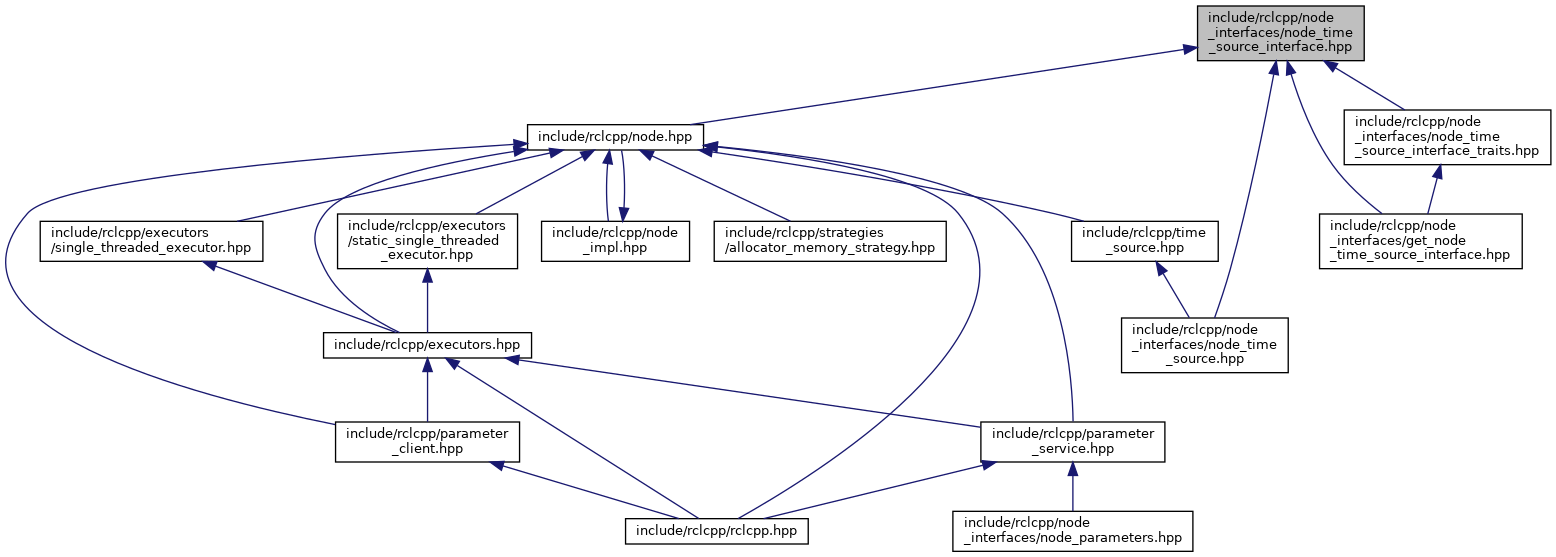 include/rclcpp/node
_interfaces/node_time
_source_interface.hpp
include/rclcpp/node.hpp
include/rclcpp/node
_interfaces/node_time
_source_interface_traits.hpp
include/rclcpp/executors
/single_threaded_executor.hpp
include/rclcpp/executors
/static_single_threaded
_executor.hpp
include/rclcpp/node
_impl.hpp
include/rclcpp/strategies
/allocator_memory_strategy.hpp
include/rclcpp/time
_source.hpp
include/rclcpp/node
_interfaces/get_node
_time_source_interface.hpp
include/rclcpp/executors.hpp
include/rclcpp/node
_interfaces/node_time
_source.hpp
include/rclcpp/parameter
_client.hpp
include/rclcpp/parameter
_service.hpp
include/rclcpp/rclcpp.hpp
include/rclcpp/node
_interfaces/node_parameters.hpp